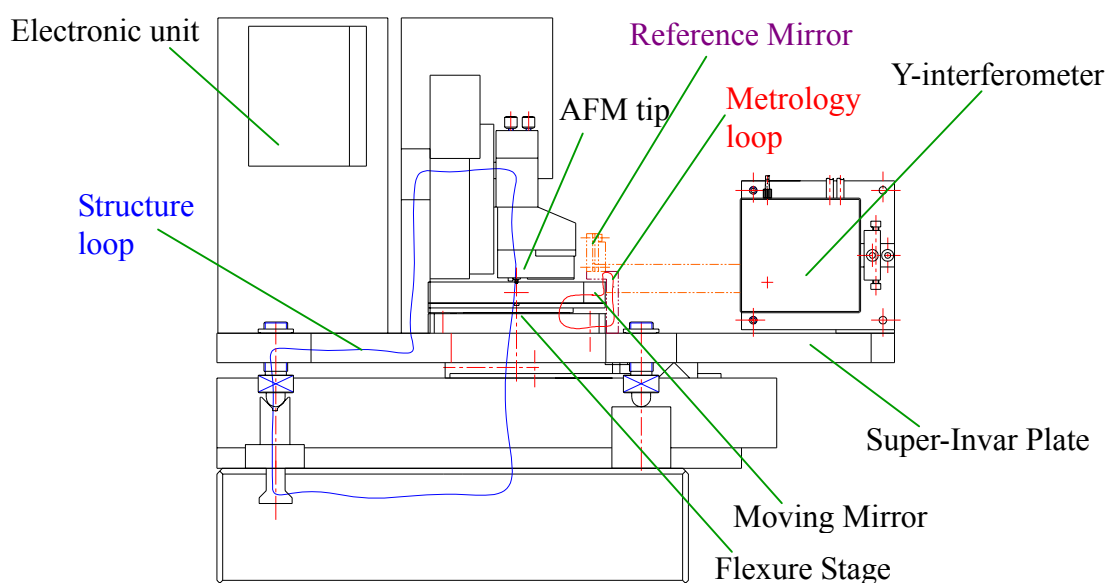 Electronic unit
Reference Mirror
Y-interferometer
AFM tip
Metrology
loop
Structure
loop
Super-Invar Plate
Moving Mirror
Flexure Stage